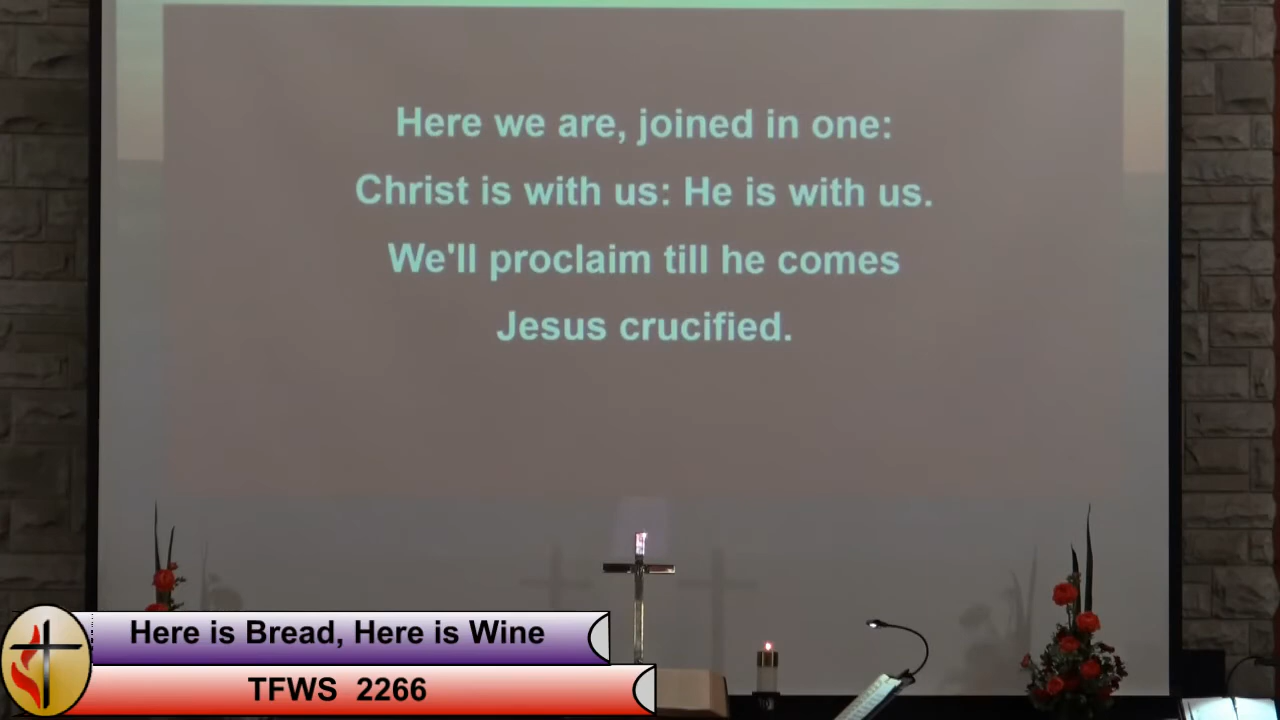 Here we are, joined in one:
Christ is with us: He is with us.
We'll proclaim till he comes
Jesus crucified.
Here is Bread, Here is Wine
TFWS 2266